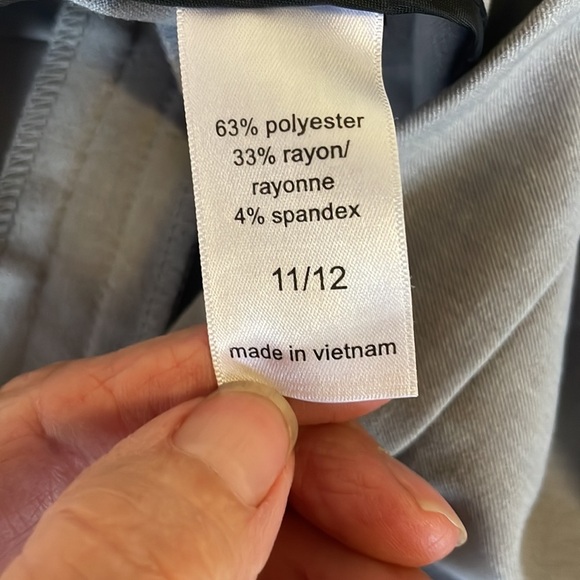 63% polyester
33% rayon/
rayonne
4% spandex
11/12
made in vietnam